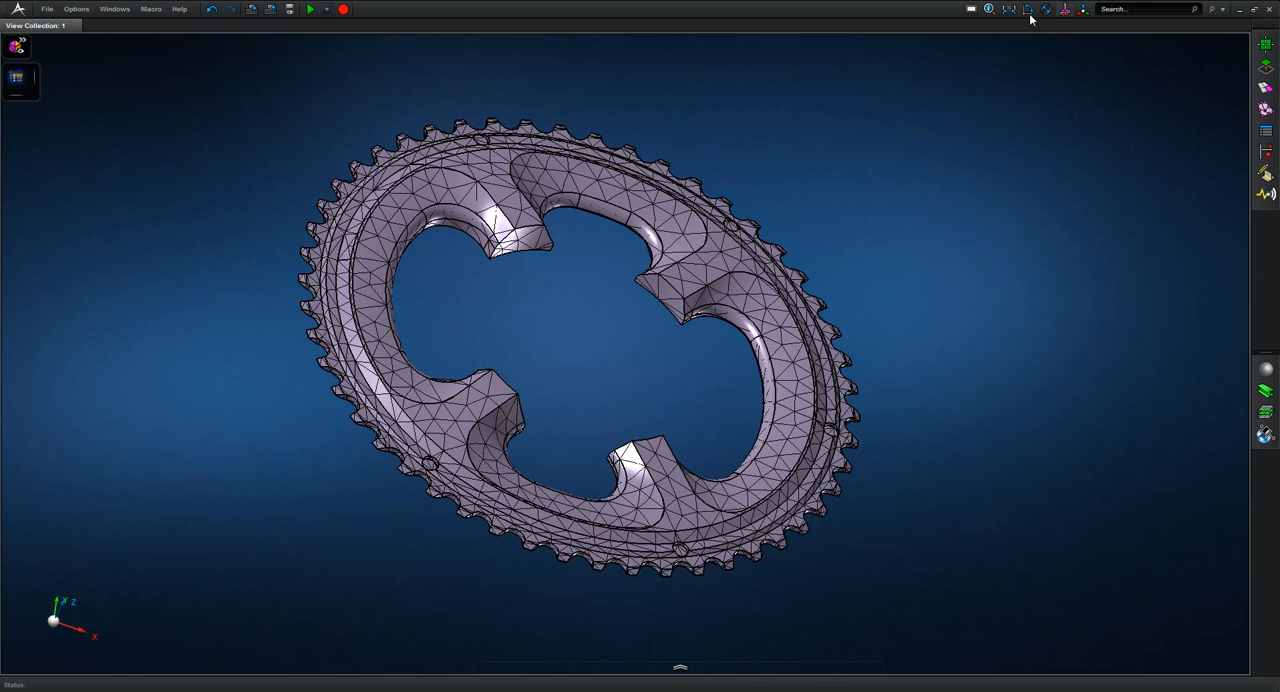 File Options Windows Macro Help Search...
View Collection: 1
Y Z
X
Status: